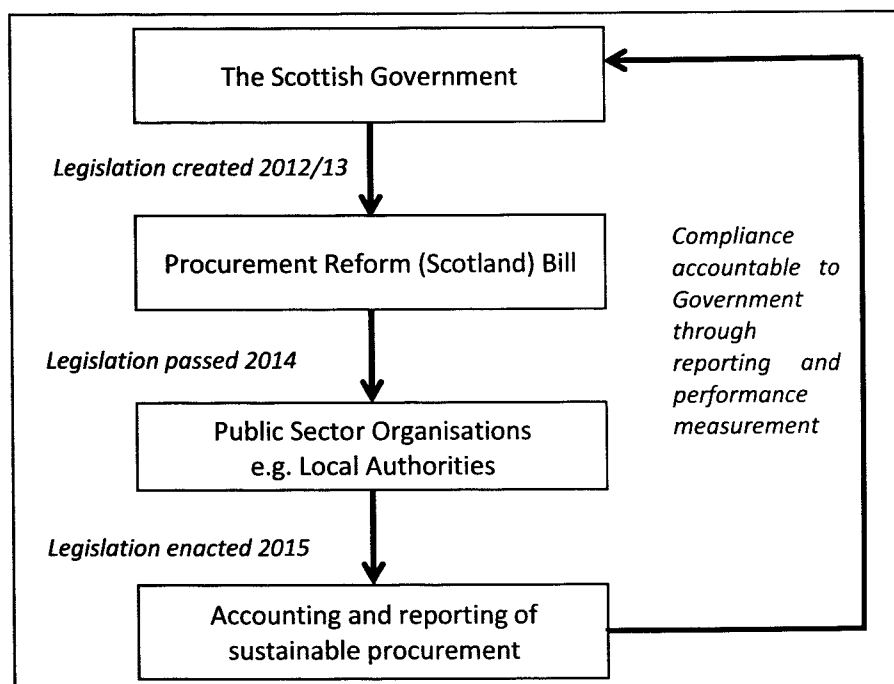 The Scottish Government
Legislation created 2012/13
Procurement Reform (Scotland) Bill
Legislation passed 2014
Public Sector Organisations
e.g. Local Authorities
Legislation enacted 2015
Accounting and reporting of
sustainable procurement
Compliance
accountable to
Government
through
reporting and
performance
measurement